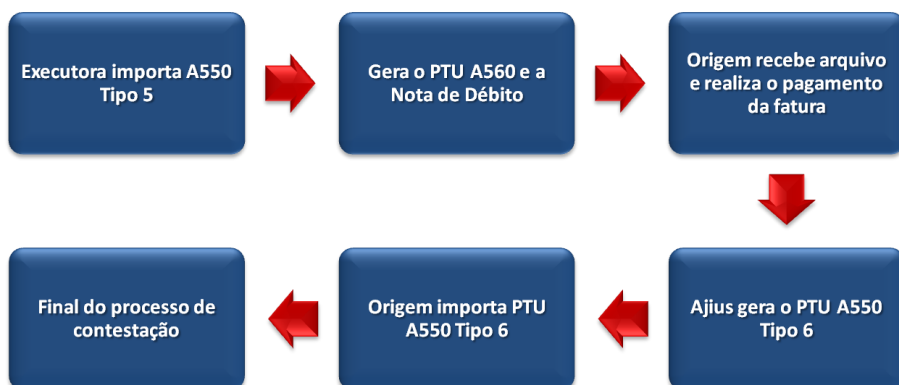 Executora importa A550
Tipo 5
Gera o PTU A560 e a
Nota de Débito
Origem recebe arquivo
e realiza o pagamento
da fatura
Ajius gera o PTU A550
Tipo 6
Origem importa PTU
A550 Tipo 6
Final do processo de
contestação